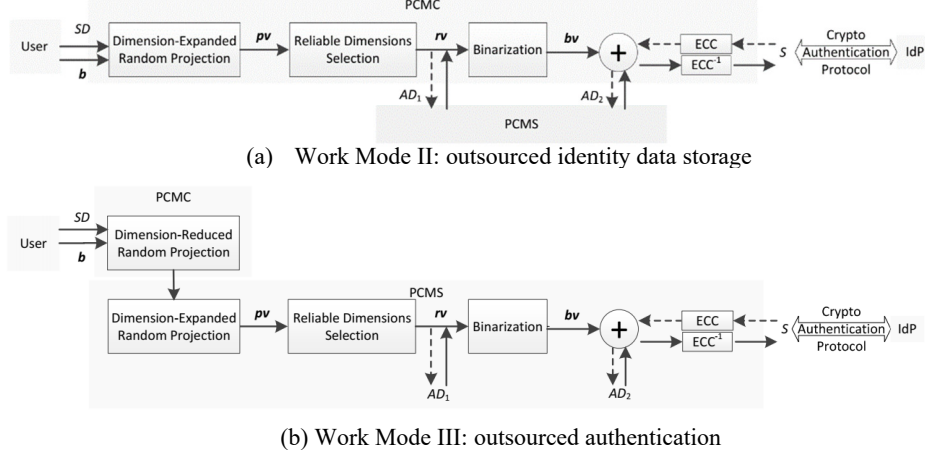 PCMC
User
SD
b
Dimension-Expanded
Random Projection
pv
Reliable Dimensions
Selection
rv
Binarization
bv
+
ECC
ECC-1
S
Crypto
Authentication
Protocol
IdP
AD1
AD2
PCMS
(a) Work Mode II: outsourced identity data storage
PCMC
User
SD
b
Dimension-Reduced
Random Projection
PCMS
Dimension-Expanded
Random Projection
pv
Reliable Dimensions
Selection
rv
Binarization
bv
+
ECC
ECC-1
S
Crypto
Authentication
Protocol
IdP
AD1
AD2
(b) Work Mode III: outsourced authentication